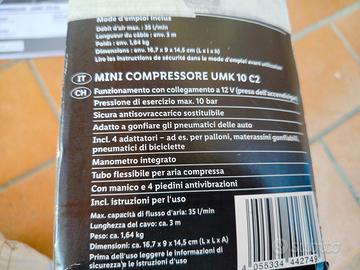 Mode d'emploi inclus
Débit d'air max.: 35 l/min
Longueur du câble : env. 3 m
Poids : env. 1,64 kg
Dimensions : env. 16,7 x 9 x 14,5 cm (L x l x h)
Lire les instructions de sécurité et le mode d'emploi avant utilisation!
IT MINI COMPRESSORE UMK 10 C2
CH Funzionamento con collegamento a 12 V (presa dell'accendisigari)
Pressione di esercizio max. 10 bar
Sicura antisovraccarico sostituibile
Adatto a gonfiare gli pneumatici delle auto
Incl. 4 adattatori – ad es. per palloni, materassini gonfiabili,
pneumatici di biciclette
Manometro integrato
Tubo flessibile per aria compressa
Con manico e 4 piedini antivibrazioni
Incl. istruzioni per l'uso
Max. capacità di flusso d'aria: 35 l/min
Lunghezza del cavo: ca. 3 m
Peso: ca. 1,64 kg
Dimensioni: ca. 16,7 x 9 x 14,5 cm (L x L x A)
Prima dell'uso leggere le informazioni di
sicurezza e le istruzioni d'uso
4 055334 442749
subito